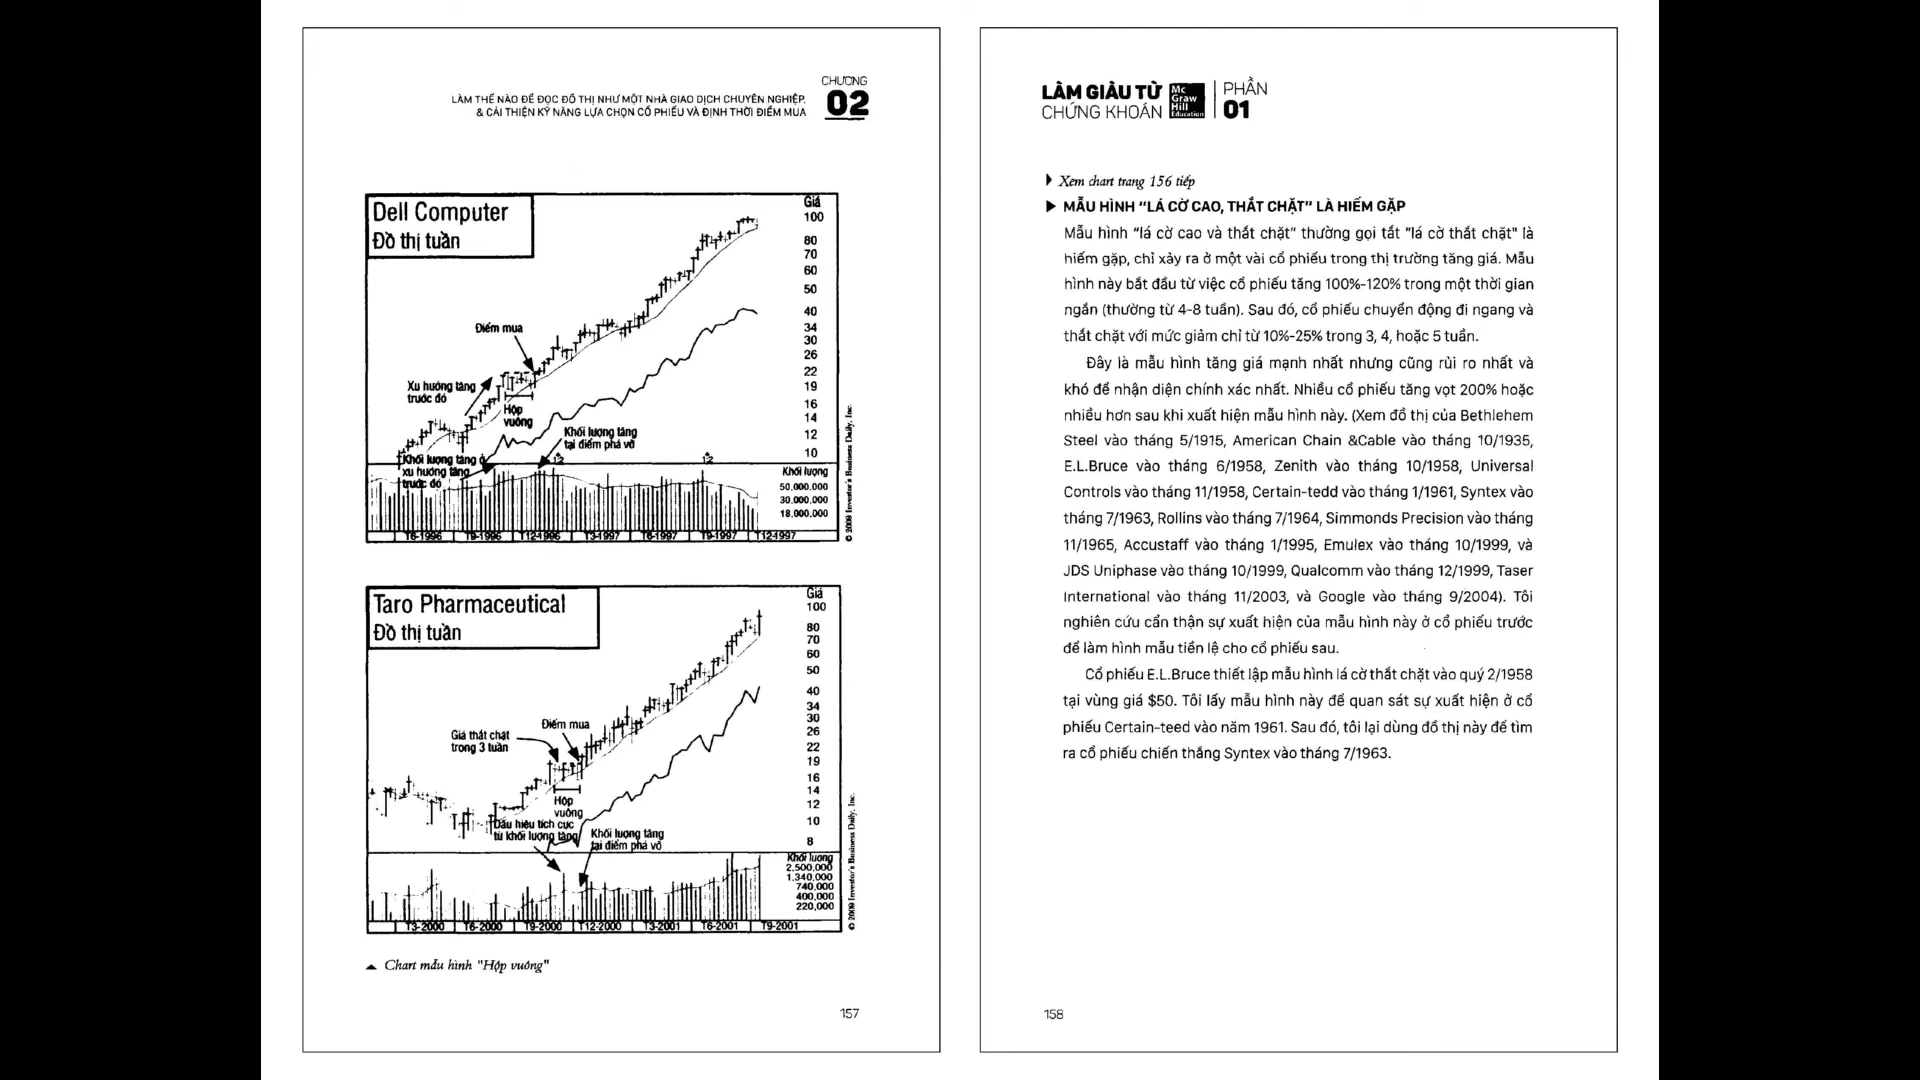 CHƯƠNG
02
LÀM THẾ NÀO ĐỂ ĐỌC ĐỒ THỊ NHƯ MỘT NHÀ GIAO DỊCH CHUYÊN NGHIỆP,
& CẢI THIỆN KỸ NĂNG LỰA CHỌN CỔ PHIẾU VÀ ĐỊNH THỜI ĐIỂM MUA
Dell Computer
Đồ thị tuần
Giá
100
80
70
60
50
40
34
30
26
22
19
16
14
12
10
Điểm mua
Xu hướng tăng
trước đó
Hộp
vuông
Khối lượng tăng
tại điểm phá vỡ
Khối lượng tăng ở
xu hướng tăng
trước đó
Khối lượng
50,000,000
30,000,000
18,000,000
T6-1996 T9-1996 T12-1996 T3-1997 T6-1997 T9-1997 T12-1997
© 2009 Investor's Business Daily, Inc.
Taro Pharmaceutical
Đồ thị tuần
Giá
100
80
70
60
50
40
34
30
26
22
19
16
14
12
10
8
Điểm mua
Giá thắt chặt
trong 3 tuần
Hộp
vuông
Dấu hiệu tích cực
từ khối lượng tăng
Khối lượng tăng
tại điểm phá vỡ
Khối lượng
2,500,000
1,340,000
740,000
400,000
220,000
T3-2000 T6-2000 T9-2000 T12-2000 T3-2001 T6-2001 T9-2001
© 2009 Investor's Business Daily, Inc.
Chart mẫu hình "Hộp vuông"
157
LÀM GIÀU TỪ
CHỨNG KHOÁN
Mc
Graw
Hill
Education
PHẦN
01
Xem chart trang 156 tiếp
MẪU HÌNH “LÁ CỜ CAO, THẮT CHẶT” LÀ HIẾM GẶP
Mẫu hình “lá cờ cao và thắt chặt” thường gọi tắt "lá cờ thắt chặt" là
hiếm gặp, chỉ xảy ra ở một vài cổ phiếu trong thị trường tăng giá. Mẫu
hình này bắt đầu từ việc cổ phiếu tăng 100%-120% trong một thời gian
ngắn (thường từ 4-8 tuần). Sau đó, cổ phiếu chuyển động đi ngang và
thắt chặt với mức giảm chỉ từ 10%-25% trong 3, 4, hoặc 5 tuần.
Đây là mẫu hình tăng giá mạnh nhất nhưng cũng rủi ro nhất và
khó để nhận diện chính xác nhất. Nhiều cổ phiếu tăng vọt 200% hoặc
nhiều hơn sau khi xuất hiện mẫu hình này. (Xem đồ thị của Bethlehem
Steel vào tháng 5/1915, American Chain &Cable vào tháng 10/1935,
E.L.Bruce vào tháng 6/1958, Zenith vào tháng 10/1958, Universal
Controls vào tháng 11/1958, Certain-tedd vào tháng 1/1961, Syntex vào
tháng 7/1963, Rollins vào tháng 7/1964, Simmonds Precision vào tháng
11/1965, Accustaff vào tháng 1/1995, Emulex vào tháng 10/1999, và
JDS Uniphase vào tháng 10/1999, Qualcomm vào tháng 12/1999, Taser
International vào tháng 11/2003, và Google vào tháng 9/2004). Tôi
nghiên cứu cẩn thận sự xuất hiện của mẫu hình này ở cổ phiếu trước
để làm hình mẫu tiền lệ cho cổ phiếu sau.
Cổ phiếu E.L.Bruce thiết lập mẫu hình lá cờ thắt chặt vào quý 2/1958
tại vùng giá $50. Tôi lấy mẫu hình này để quan sát sự xuất hiện ở cổ
phiếu Certain-teed vào năm 1961. Sau đó, tôi lại dùng đồ thị này để tìm
ra cổ phiếu chiến thắng Syntex vào tháng 7/1963.
158